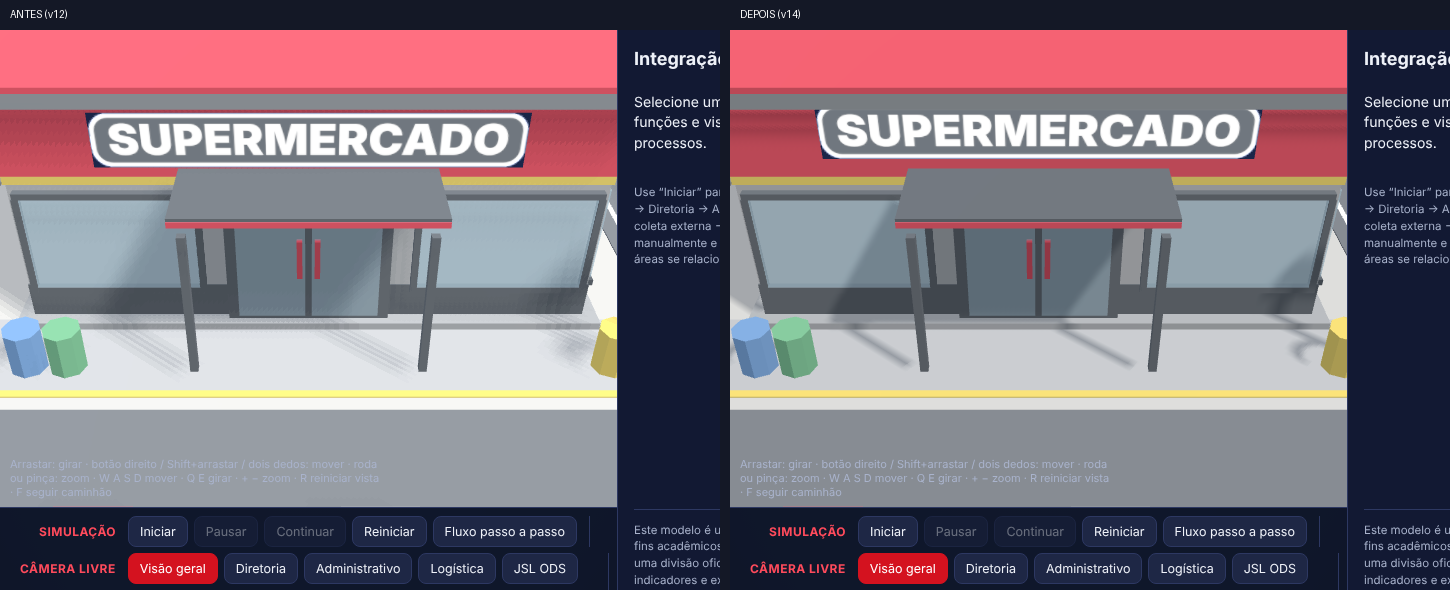 ANTES (v12)
SUPERMERCADO
Integração
Selecione um
funções e vis
processos.
Use “Iniciar” pa
→ Diretoria → A
coleta externa -
manualmente e
áreas se relacio
Arrastar: girar · botão direito / Shift+arrastar / dois dedos: mover · roda
ou pinça: zoom · W A S D mover · Q E girar · + − zoom · R reiniciar vista
· F seguir caminhão
Este modelo é u
fins acadêmicos
uma divisão ofic
indicadores e ex
SIMULAÇÃO Iniciar Pausar Continuar Reiniciar Fluxo passo a passo
CÂMERA LIVRE Visão geral Diretoria Administrativo Logística JSL ODS
DEPOIS (v14)
SUPERMERCADO
Integração
Selecione um
funções e vis
processos.
Use “Iniciar” pa
→ Diretoria → A
coleta externa -
manualmente e
áreas se relacio
Arrastar: girar · botão direito / Shift+arrastar / dois dedos: mover · roda
ou pinça: zoom · W A S D mover · Q E girar · + − zoom · R reiniciar vista
· F seguir caminhão
Este modelo é u
fins acadêmicos
uma divisão ofic
indicadores e ex
SIMULAÇÃO Iniciar Pausar Continuar Reiniciar Fluxo passo a passo
CÂMERA LIVRE Visão geral Diretoria Administrativo Logística JSL ODS